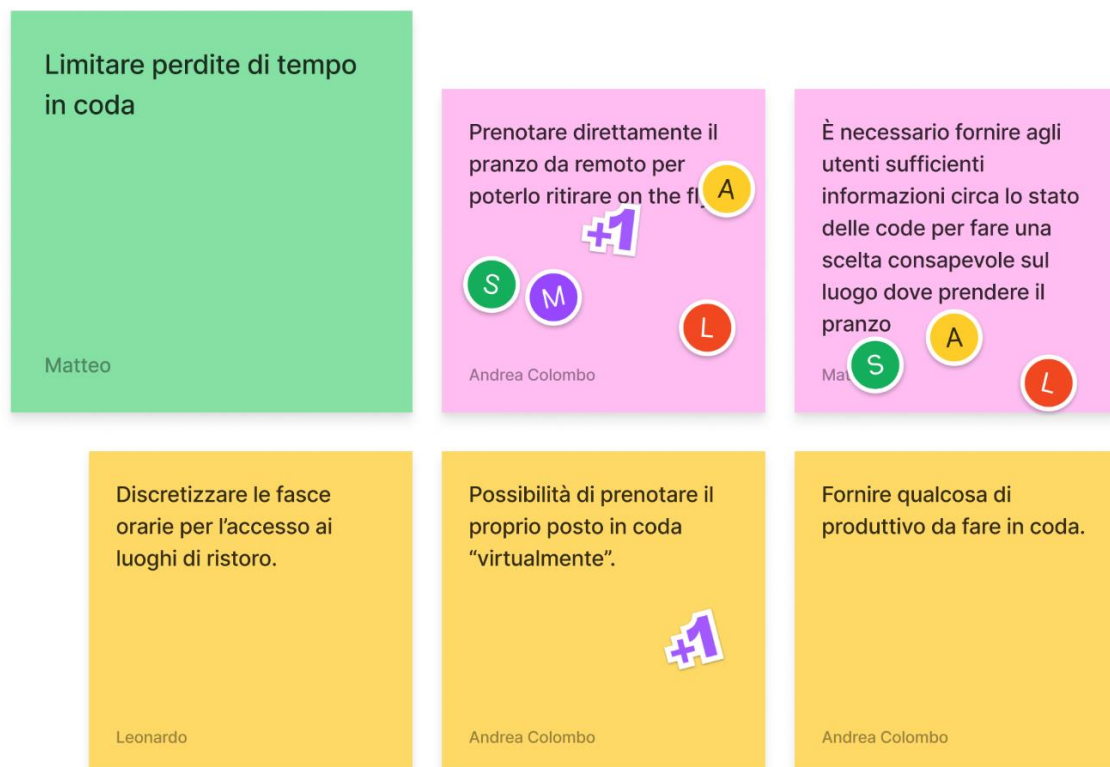 Limitare perdite di tempo
in coda
Matteo
Prenotare direttamente il
pranzo da remoto per
poterlo ritirare on the
A
+1
S
M
L
Andrea Colombo
È necessario fornire agli
utenti sufficienti
informazioni circa lo stato
delle code per fare una
scelta consapevole sul
luogo dove prendere il
pranzo
A
S
L
Discretizzare le fasce
orarie per l’accesso ai
luoghi di ristoro.
Leonardo
Possibilità di prenotare il
proprio posto in coda
“virtualmente”.
+1
Andrea Colombo
Fornire qualcosa di
produttivo da fare in coda.
Andrea Colombo